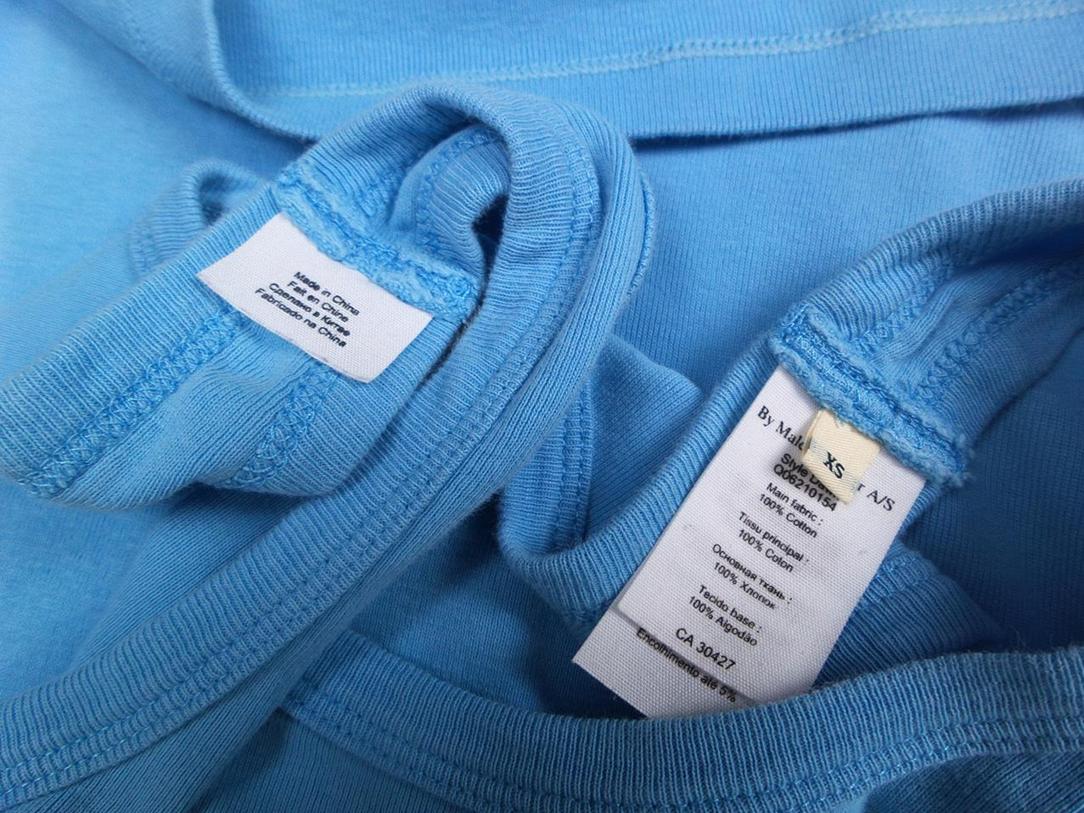 Made in China
Fait en Chine
Сделано в Китае
Fabricado na China
By A/S
XS
Style
Q06210154
Main fabric :
100% Cotton
Tissu principal :
100% Coton
Основная ткань :
100% Хлопок
Tecido base :
100% Algodão
CA 30427
Encolhimento até 5%